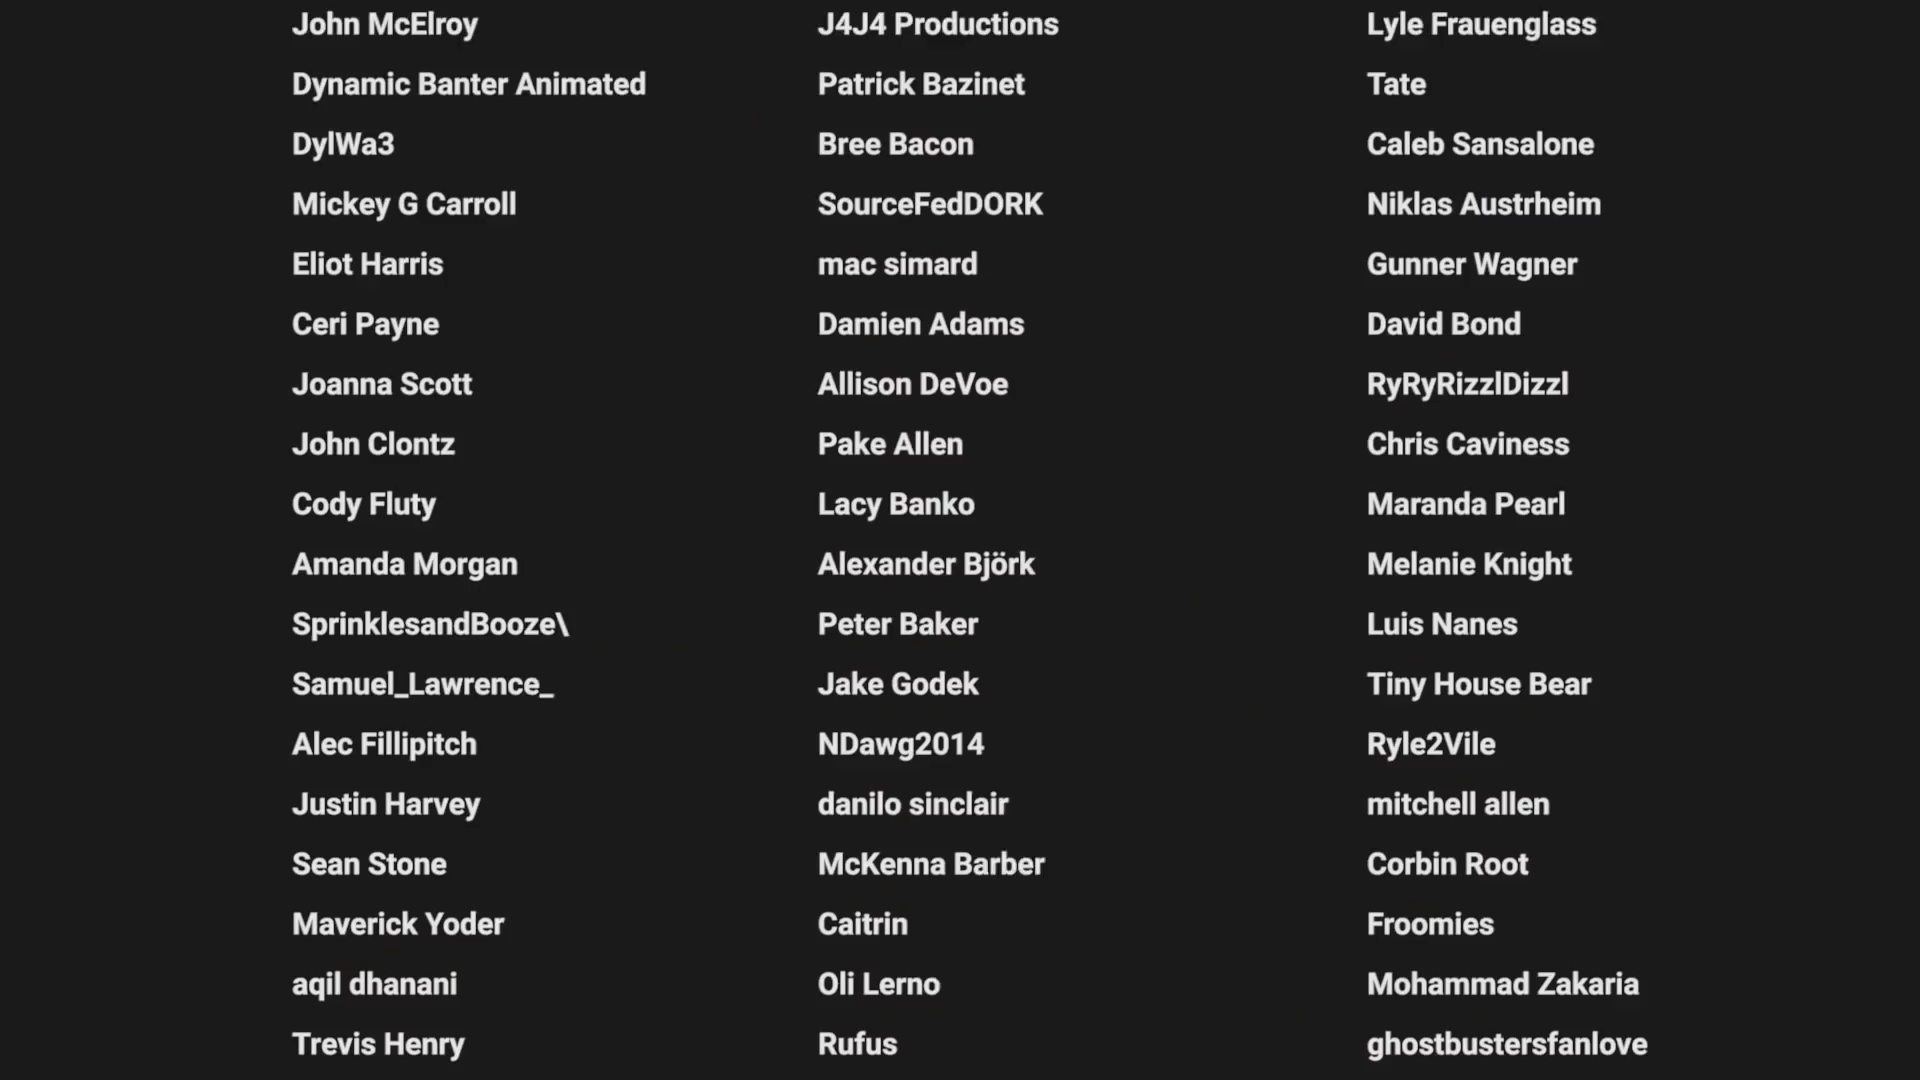 John McElroy
Dynamic Banter Animated
DylWa3
Mickey G Carroll
Eliot Harris
Ceri Payne
Joanna Scott
John Clontz
Cody Fluty
Amanda Morgan
SprinklesandBooze\
Samuel_Lawrence_
Alec Fillipitch
Justin Harvey
Sean Stone
Maverick Yoder
aqil dhanani
Trevis Henry
J4J4 Productions
Patrick Bazinet
Bree Bacon
SourceFedDORK
mac simard
Damien Adams
Allison DeVoe
Pake Allen
Lacy Banko
Alexander Björk
Peter Baker
Jake Godek
NDawg2014
danilo sinclair
McKenna Barber
Caitrin
Oli Lerno
Rufus
Lyle Frauenglass
Tate
Caleb Sansalone
Niklas Austrheim
Gunner Wagner
David Bond
RyRyRizzlDizzl
Chris Caviness
Maranda Pearl
Melanie Knight
Luis Nanes
Tiny House Bear
Ryle2Vile
mitchell allen
Corbin Root
Froomies
Mohammad Zakaria
ghostbustersfanlove